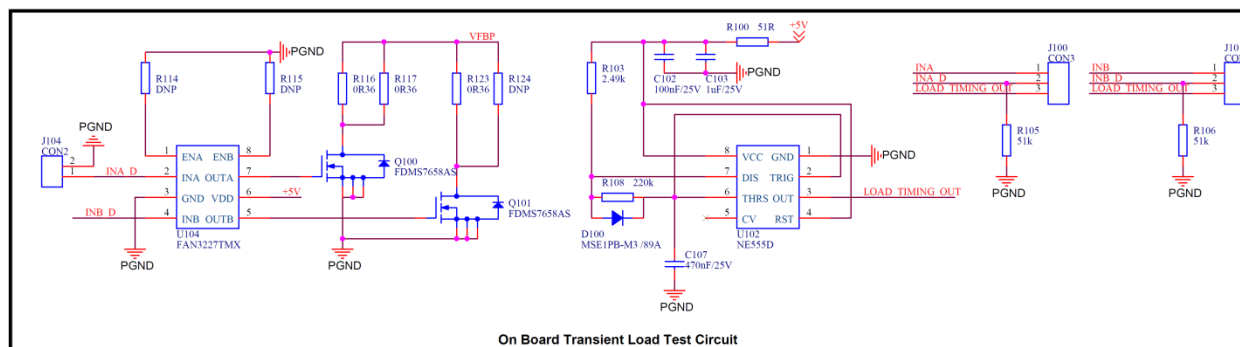 R114
DNP
R115
DNP
PGND
J104
CON2
PGND
2
1
INA_D
INB_D
1
2
3
4
ENA
INA
GND
INB
ENB
OUTA
VDD
OUTB
8
7
6
5
+5V
U104
FAN3227TMX
PGND
VFBP
R116
0R36
R117
0R36
R123
0R36
R124
DNP
Q100
FDMS7658AS
Q101
FDMS7658AS
PGND
R100 51R
+5V
R103
2.49k
C102
100nF/25V
C103
1uF/25V
PGND
R108 220k
D100
MSE1PB-M3 /89A
C107
470nF/25V
PGND
8
7
6
5
VCC
DIS
THRS
CV
GND
TRIG
OUT
RST
1
2
3
4
U102
NE555D
PGND
LOAD_TIMING_OUT
J100
CON3
INA
INA_D
LOAD_TIMING_OUT
1
2
3
R105
51k
PGND
INB
INB_D
LOAD_TIMING_OUT
1
2
3
R106
51k
PGND
On Board Transient Load Test Circuit